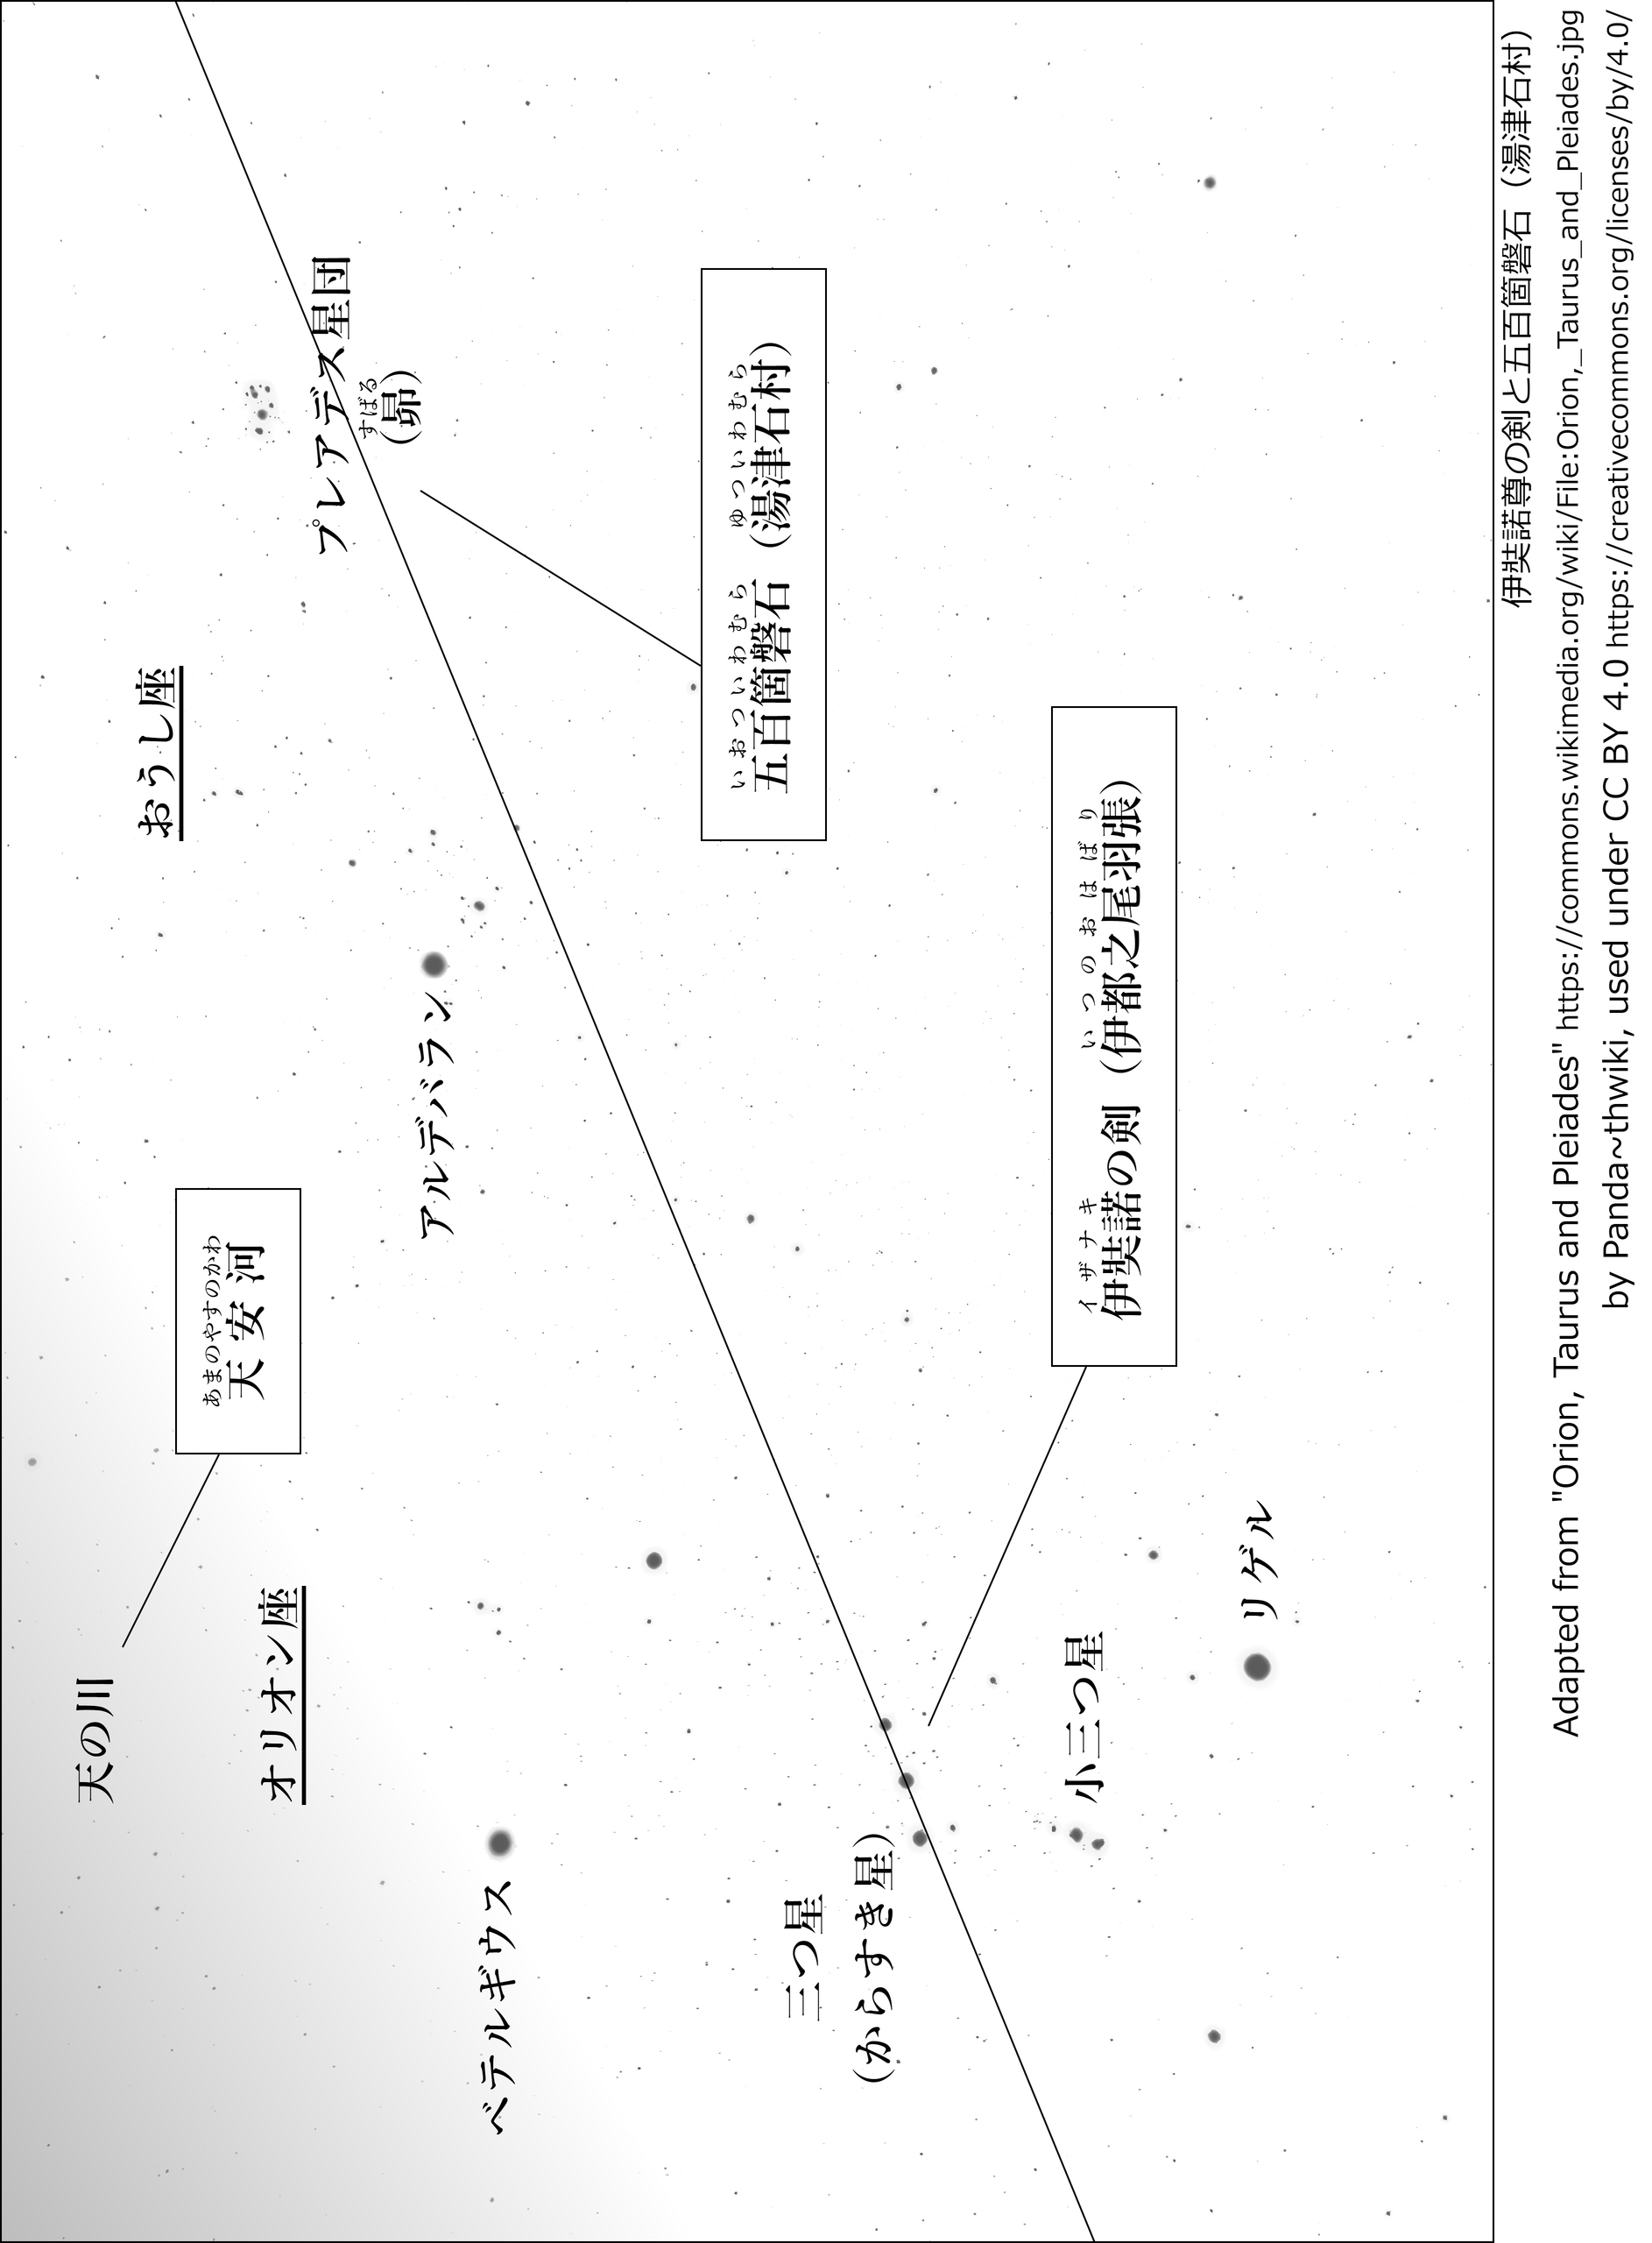 天の川
あまのやすのかわ
天安河
オリオン座
おうし座
プレアデス星団
すばる
(昴)
アルデバラン
ベテルギウス
いおついわむら ゆついわむら
五百箇磐石 (湯津石村)
三つ星
(からすき星)
イザナキ いつのおはばり
伊奘諾の剣 (伊都之尾羽張)
小三つ星
リゲル
伊奘諾尊の剣と五百箇磐石（湯津石村）
Adapted from "Orion, Taurus and Pleiades" https://commons.wikimedia.org/wiki/File:Orion,_Taurus_and_Pleiades.jpg
by Panda~thwiki, used under CC BY 4.0 https://creativecommons.org/licenses/by/4.0/